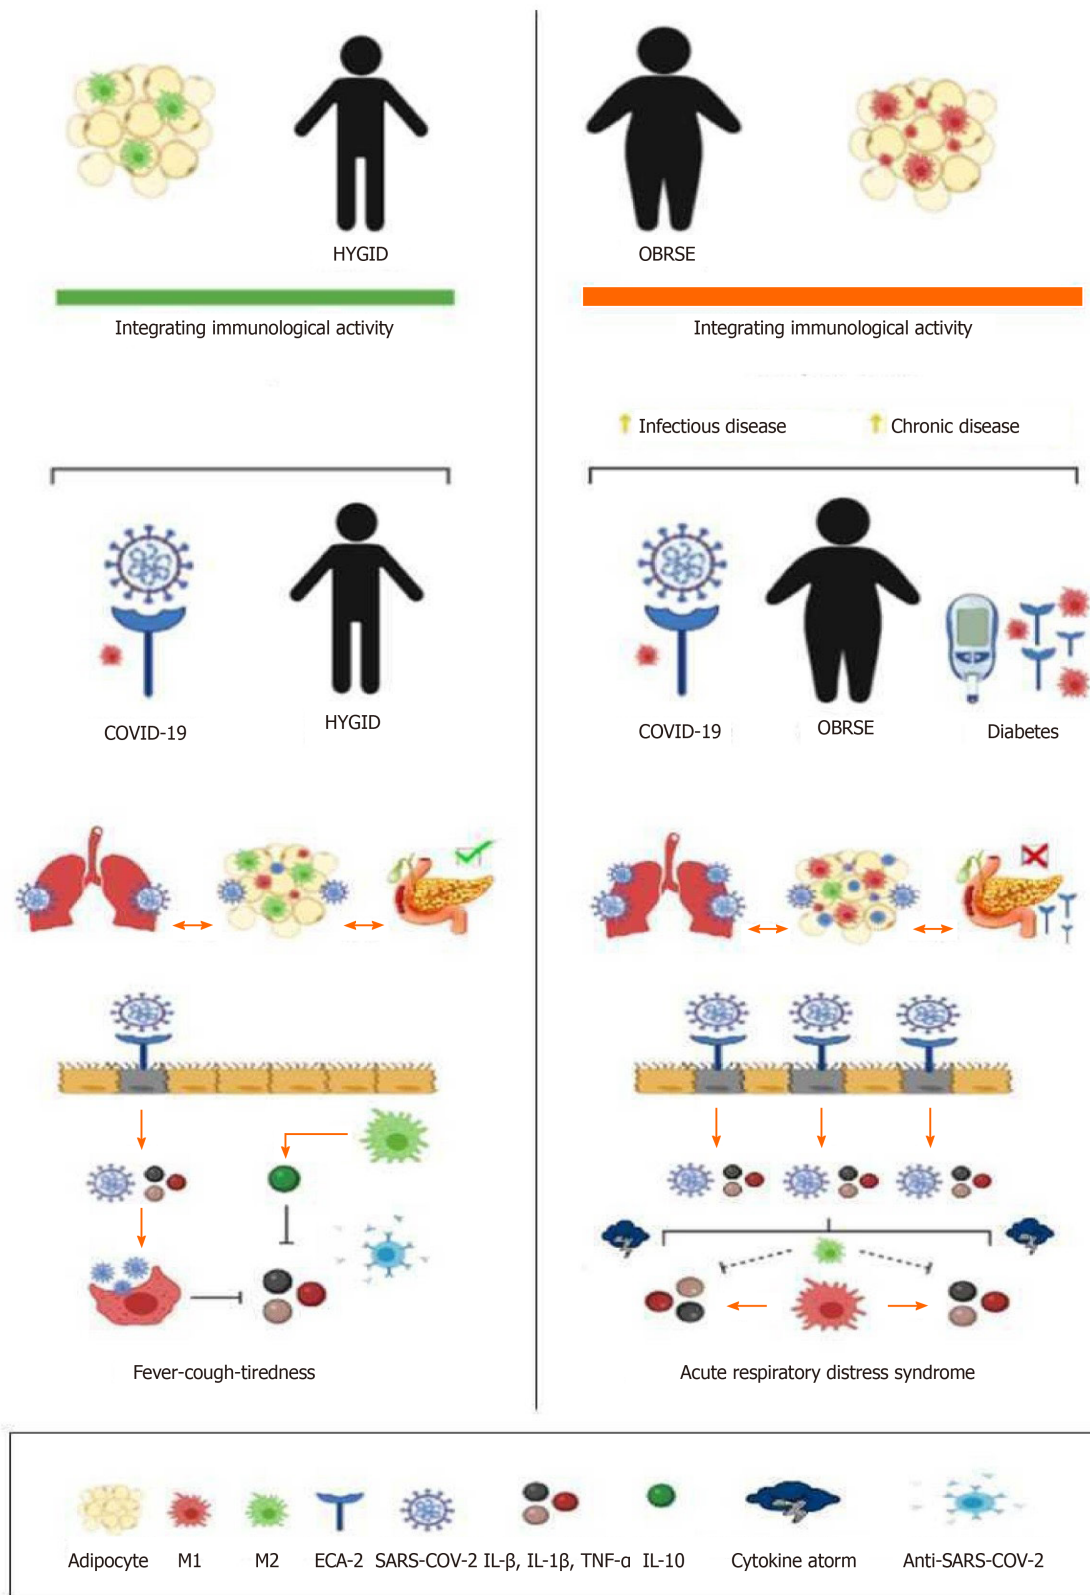 HYGID
OBRSE
Integrating immunological activity
Integrating immunological activity
Infectious disease
Chronic disease
COVID-19
HYGID
COVID-19
OBRSE
Diabetes
Fever-cough-tiredness
Acute respiratory distress syndrome
Adipocyte
M1
M2
ECA-2
SARS-COV-2
IL-β, IL-1β, TNF-α
IL-10
Cytokine atorm
Anti-SARS-COV-2